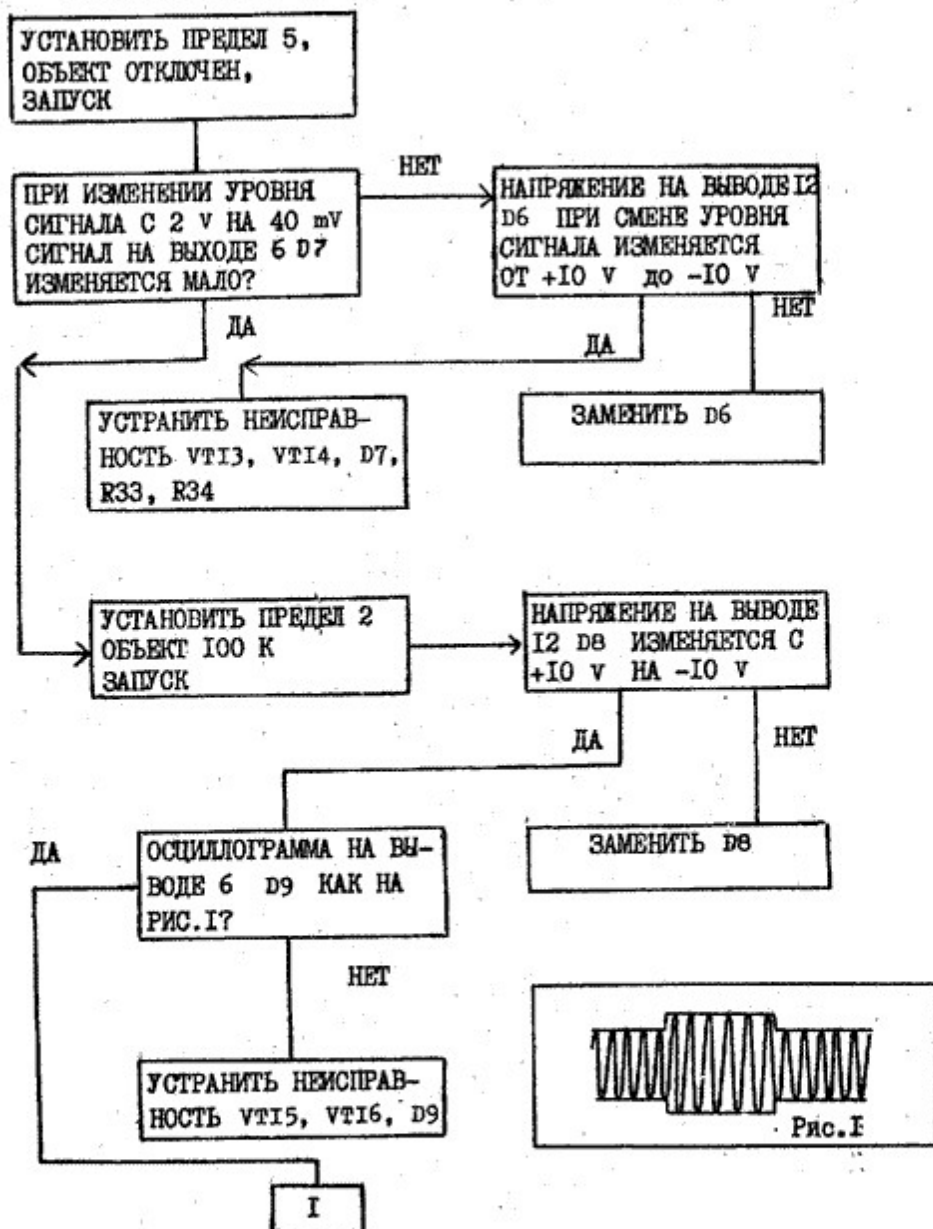 УСТАНОВИТЬ ПРЕДЕЛ 5,
ОБЪЕКТ ОТКЛЮЧЕН,
ЗАПУСК
ПРИ ИЗМЕНЕНИИ УРОВНЯ
СИГНАЛА С 2 V НА 40 mV
СИГНАЛ НА ВЫХОДЕ 6 D7
ИЗМЕНЯЕТСЯ МАЛО?
НЕТ
НАПРЯЖЕНИЕ НА ВЫВОДЕ I2
D6 ПРИ СМЕНЕ УРОВНЯ
СИГНАЛА ИЗМЕНЯЕТСЯ
ОТ +I0 V до -I0 V
ДА
ДА
НЕТ
УСТРАНИТЬ НЕИСПРАВ-
НОСТЬ VTI3, VTI4, D7,
R33, R34
ЗАМЕНИТЬ D6
УСТАНОВИТЬ ПРЕДЕЛ 2
ОБЪЕКТ I00 К
ЗАПУСК
НАПРЯЖЕНИЕ НА ВЫВОДЕ
I2 D8 ИЗМЕНЯЕТСЯ С
+I0 V НА -I0 V
ДА
НЕТ
ДА
ОСЦИЛЛОГРАММА НА ВЫ-
ВОДЕ 6 D9 КАК НА
РИС.I?
ЗАМЕНИТЬ D8
НЕТ
УСТРАНИТЬ НЕИСПРАВ-
НОСТЬ VTI5, VTI6, D9
Рис.I
I